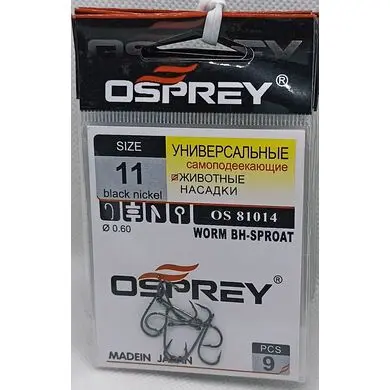 OSPREY®
SIZE
11
black nickel
УНИВЕРСАЛЬНЫЕ
самоподеекающие
ЖИВОТНЫЕ
НАСАДКИ
OS 81014
Ø 0.60
WORM BH-SPROAT
OSPREY®
MADEIN JAPAN
PCS
9